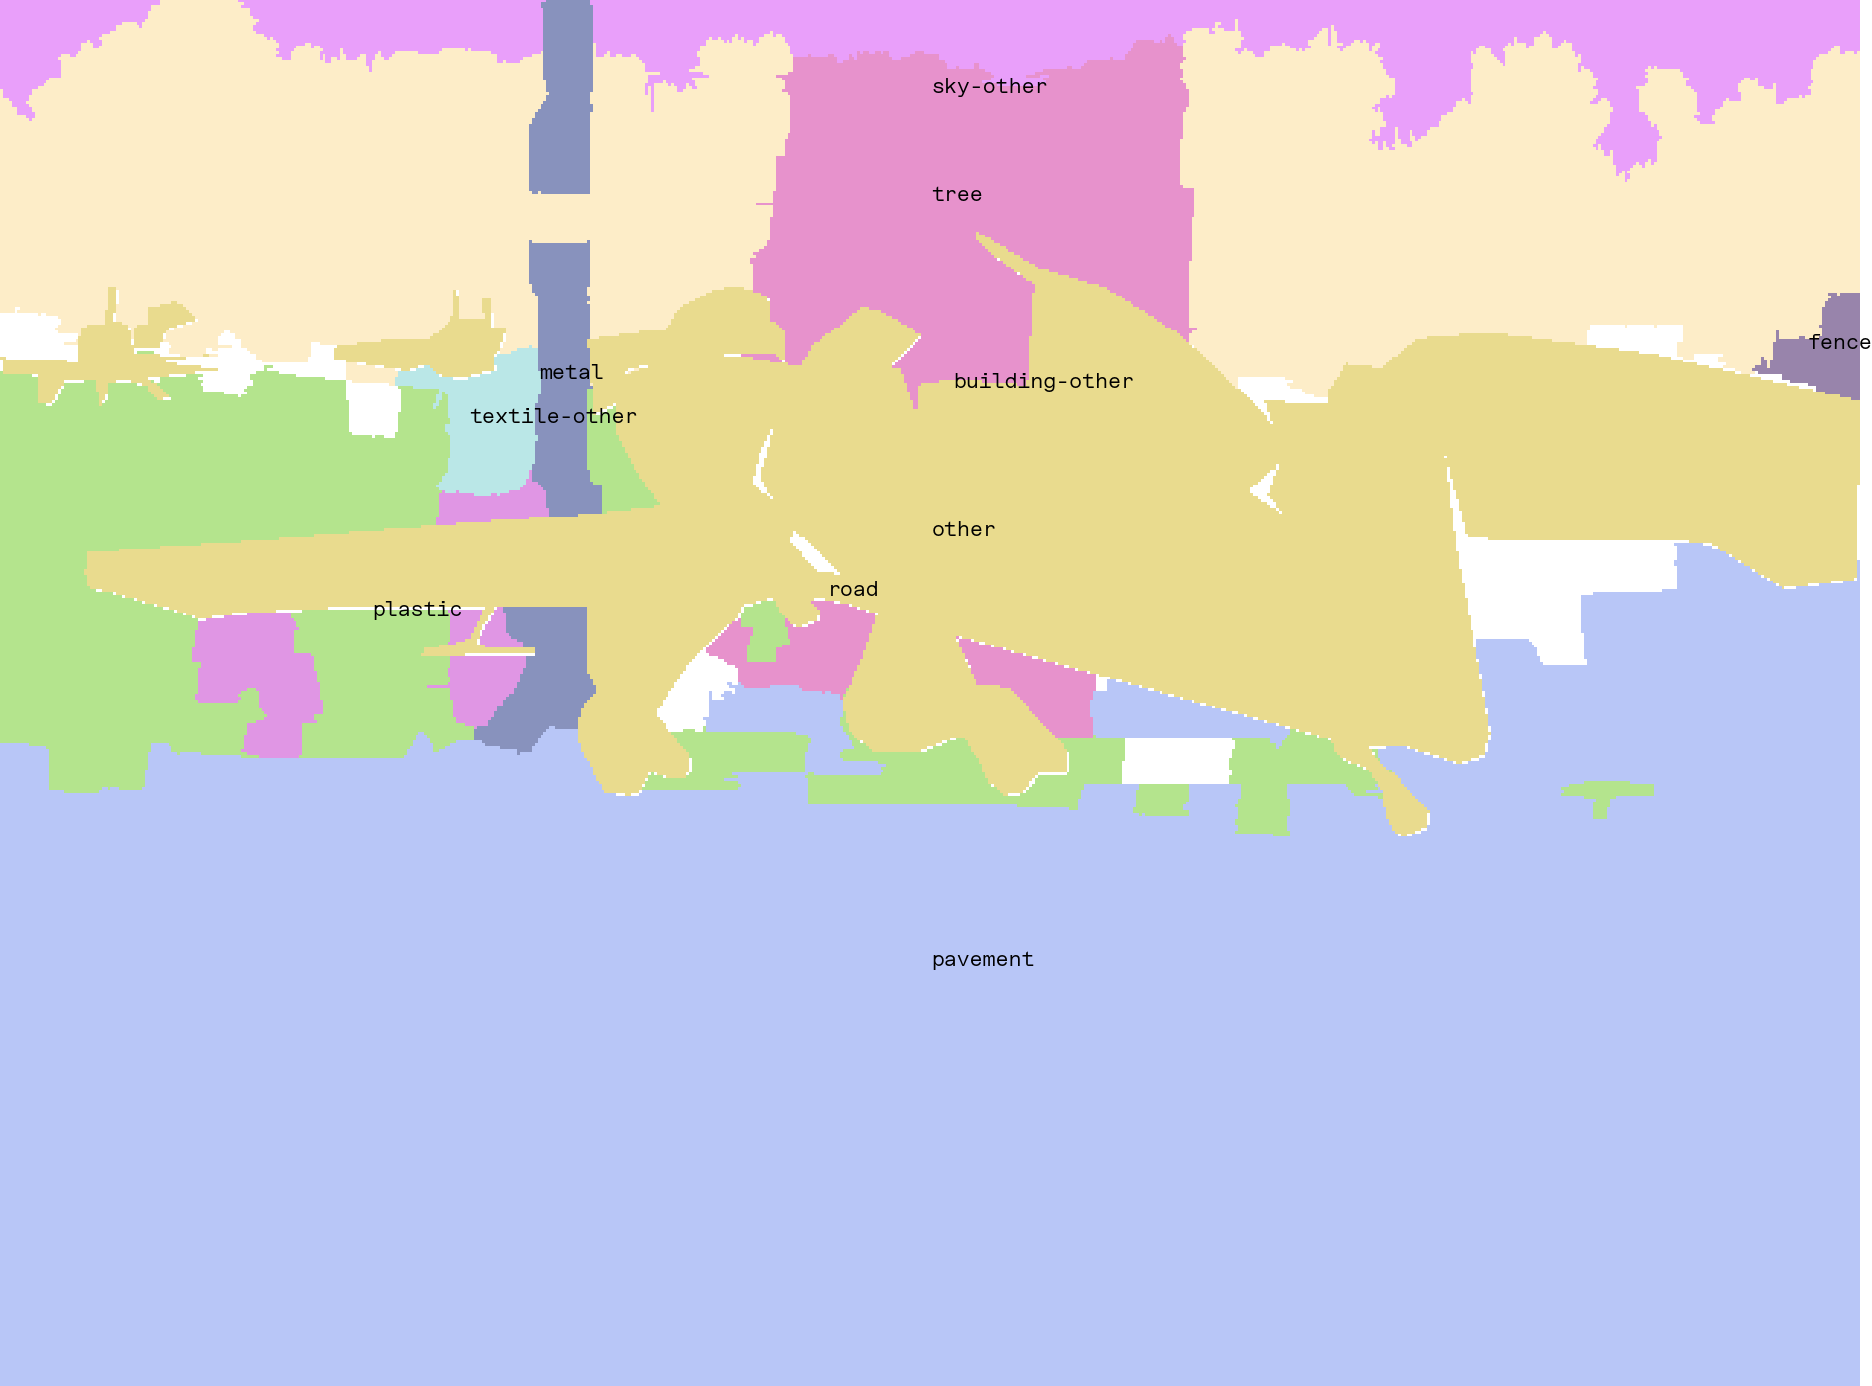 sky-other
tree
fence
metal
building-other
textile-other
other
road
plastic
pavement